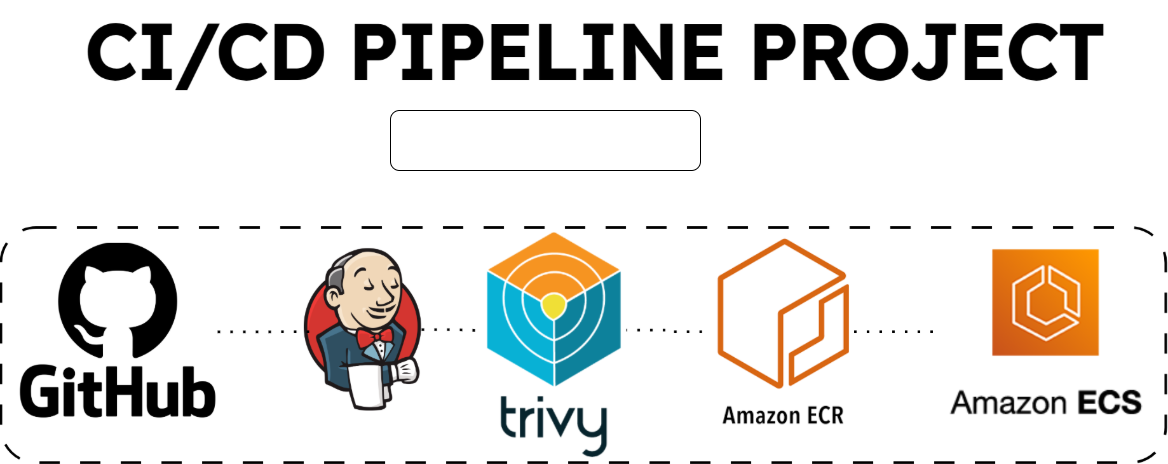 CI/CD PIPELINE PROJECT
GitHub
trivy
Amazon ECR
Amazon ECS